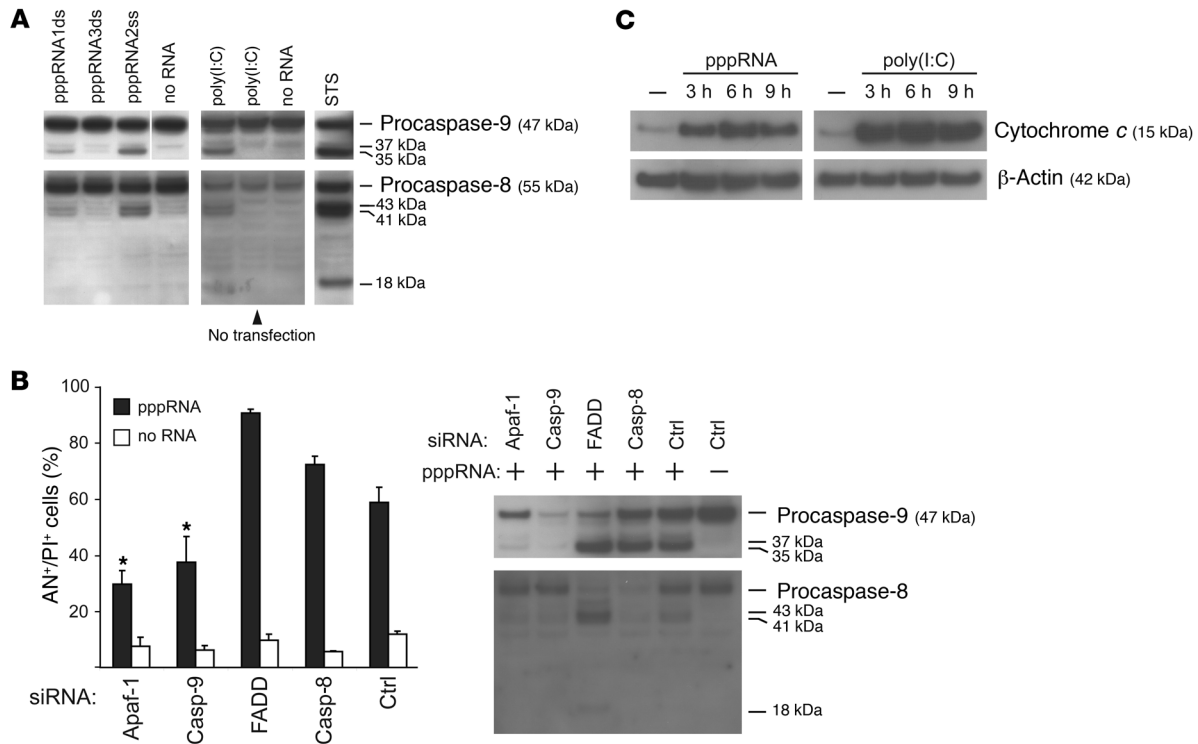 A
pppRNA1ds
pppRNA3ds
pppRNA2ss
no RNA
poly(I:C)
poly(I:C)
no RNA
STS
Procaspase-9 (47 kDa)
37 kDa
35 kDa
Procaspase-8 (55 kDa)
43 kDa
41 kDa
18 kDa
No transfection
C
pppRNA
poly(I:C)
— 3 h 6 h 9 h — 3 h 6 h 9 h
Cytochrome c (15 kDa)
β-Actin (42 kDa)
B
100
80
60
40
20
AN⁺/PI⁺ cells (%)
pppRNA
no RNA
* *
siRNA: Apaf-1 Casp-9 FADD Casp-8 Ctrl
siRNA: Apaf-1 Casp-9 FADD Casp-8 Ctrl Ctrl
pppRNA: + + + + + −
Procaspase-9 (47 kDa)
37 kDa
35 kDa
Procaspase-8
43 kDa
41 kDa
18 kDa